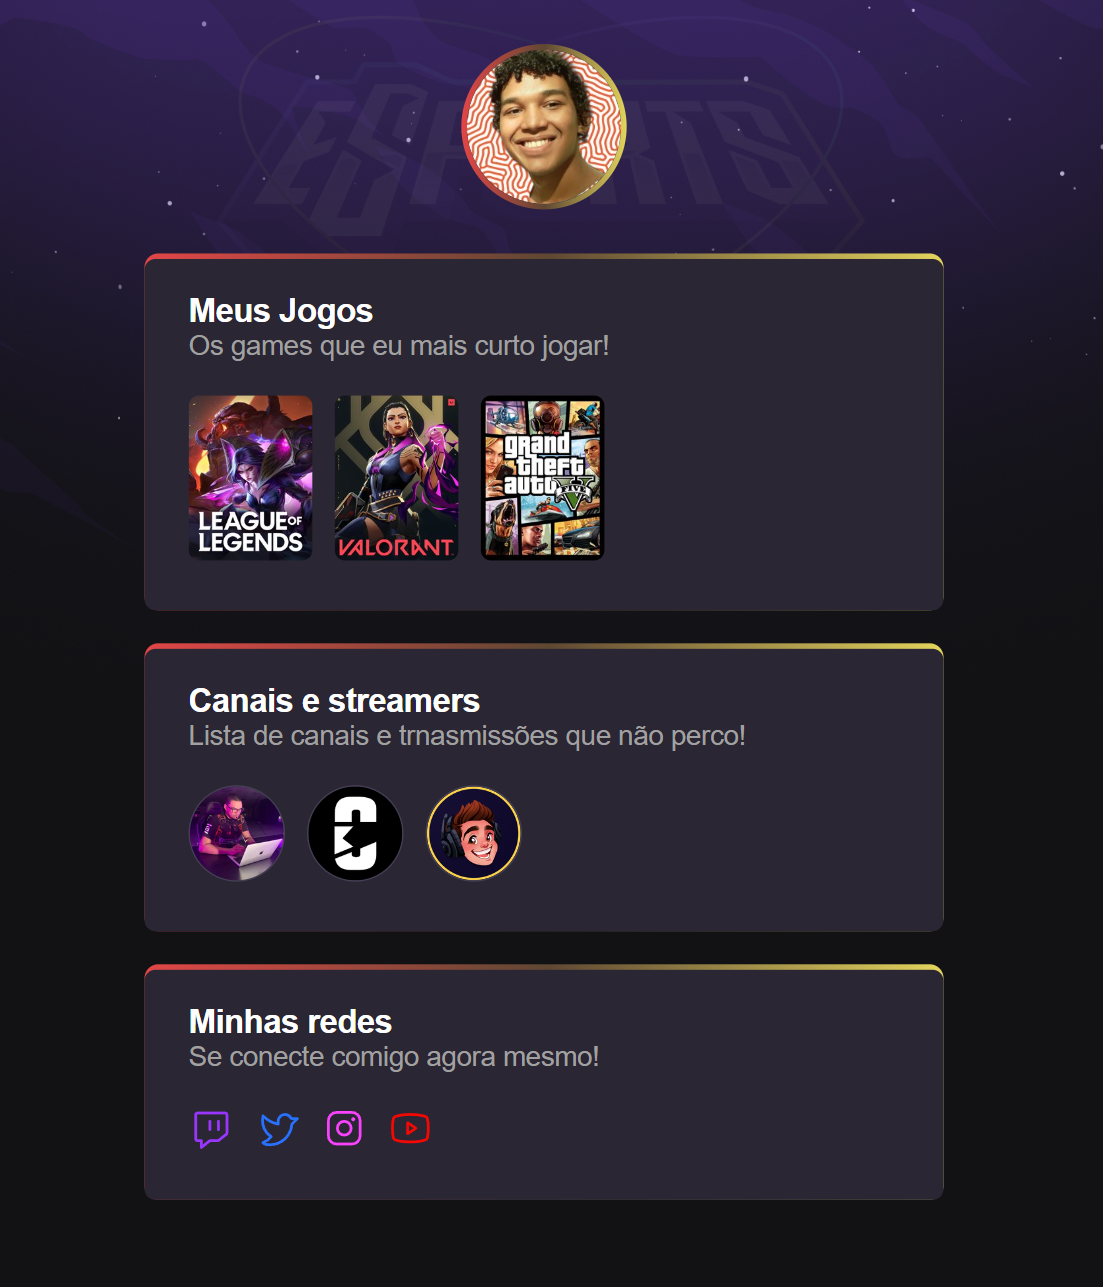 ESPORTS
Meus Jogos
Os games que eu mais curto jogar!
LEAGUE OF
LEGENDS
VALORANT
grand
theft
auto
FIVE
Canais e streamers
Lista de canais e trnasmissões que não perco!
Minhas redes
Se conecte comigo agora mesmo!